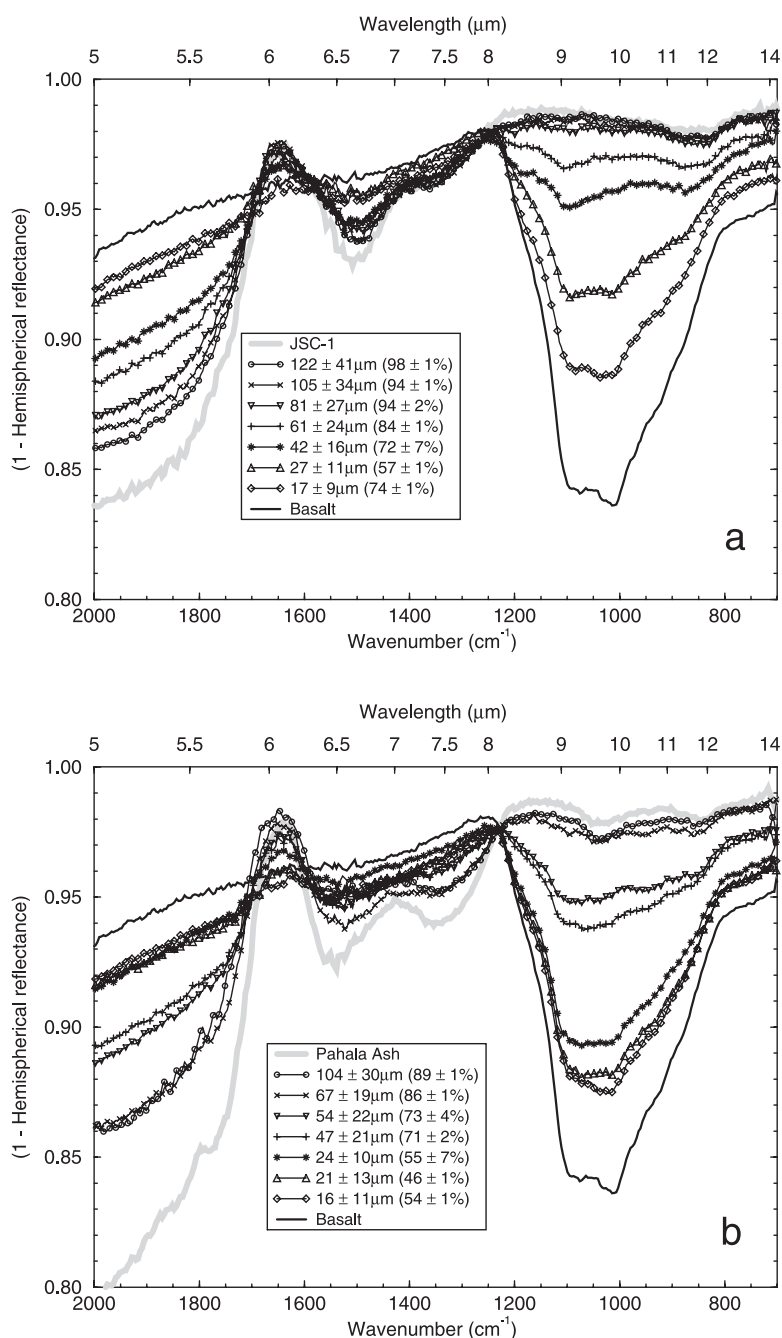 Wavelength (μm)
5 5.5 6 6.5 7 7.5 8 9 10 11 12 14
1.00
0.95
0.90
0.85
0.80
(1 - Hemispherical reflectance)
JSC-1
122 ± 41μm (98 ± 1%)
105 ± 34μm (94 ± 1%)
81 ± 27μm (94 ± 2%)
61 ± 24μm (84 ± 1%)
42 ± 16μm (72 ± 7%)
27 ± 11μm (57 ± 1%)
17 ± 9μm (74 ± 1%)
Basalt
a
2000 1800 1600 1400 1200 1000 800
Wavenumber (cm⁻¹)
Wavelength (μm)
5 5.5 6 6.5 7 7.5 8 9 10 11 12 14
1.00
0.95
0.90
0.85
0.80
(1 - Hemispherical reflectance)
Pahala Ash
104 ± 30μm (89 ± 1%)
67 ± 19μm (86 ± 1%)
54 ± 22μm (73 ± 4%)
47 ± 21μm (71 ± 2%)
24 ± 10μm (55 ± 7%)
21 ± 13μm (46 ± 1%)
16 ± 11μm (54 ± 1%)
Basalt
b
2000 1800 1600 1400 1200 1000 800
Wavenumber (cm⁻¹)